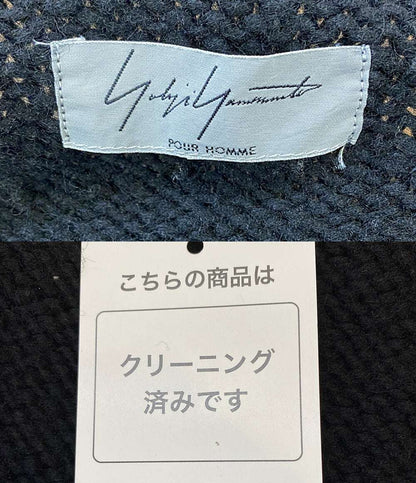 Yohji Yamamoto
POUR HOMME
こちらの商品は
クリーニング
済みです